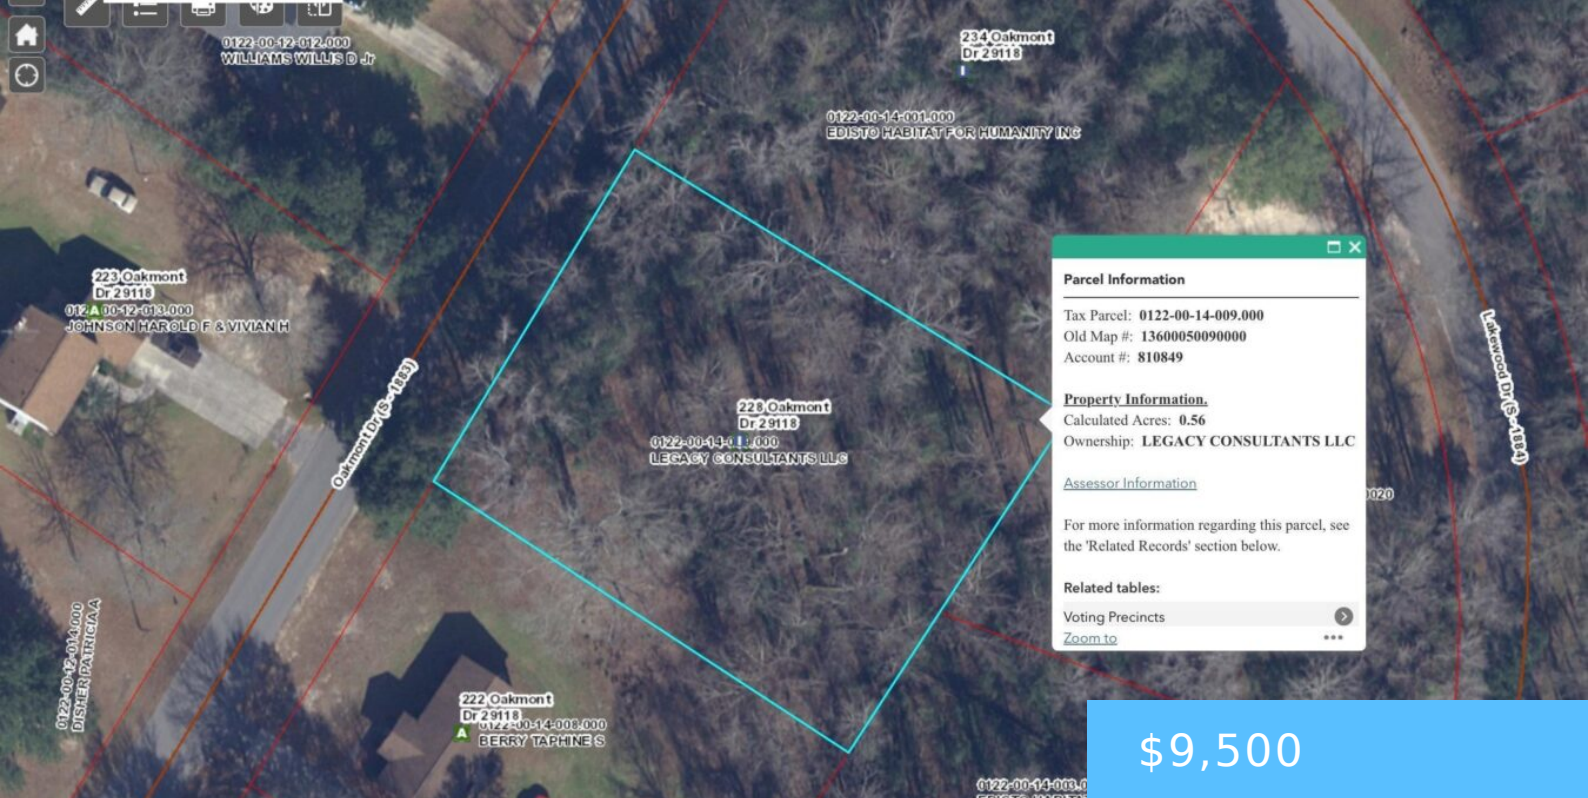 0122-00-12-012.000
WILLIAMS WILLIS D Jr
234 Oakmont
Dr 29118
0122-00-14-001.000
EDISTO HABITAT FOR HUMANITY INC
223 Oakmont
Dr 29118
A
00-12-013.000
JOHNSON HAROLD F & VIVIAN H
Oakmont Dr (S - 1883)
228 Oakmont
Dr 29118
LEGACY CONSULTANTS LLC
Parcel Information
Tax Parcel: 0122-00-14-009.000
Old Map #: 13600050090000
Account #: 810849
Property Information.
Calculated Acres: 0.56
Ownership: LEGACY CONSULTANTS LLC
Assessor Information
For more information regarding this parcel, see
the 'Related Records' section below.
Related tables:
Voting Precincts
Zoom to
Lakewood Dr (S - 1884)
0122-00-12-014.000
DISHER PATRICIA A
222 Oakmont
Dr 29118
0122-00-14-008.000
A
BERRY TAPHINE S
$9,500